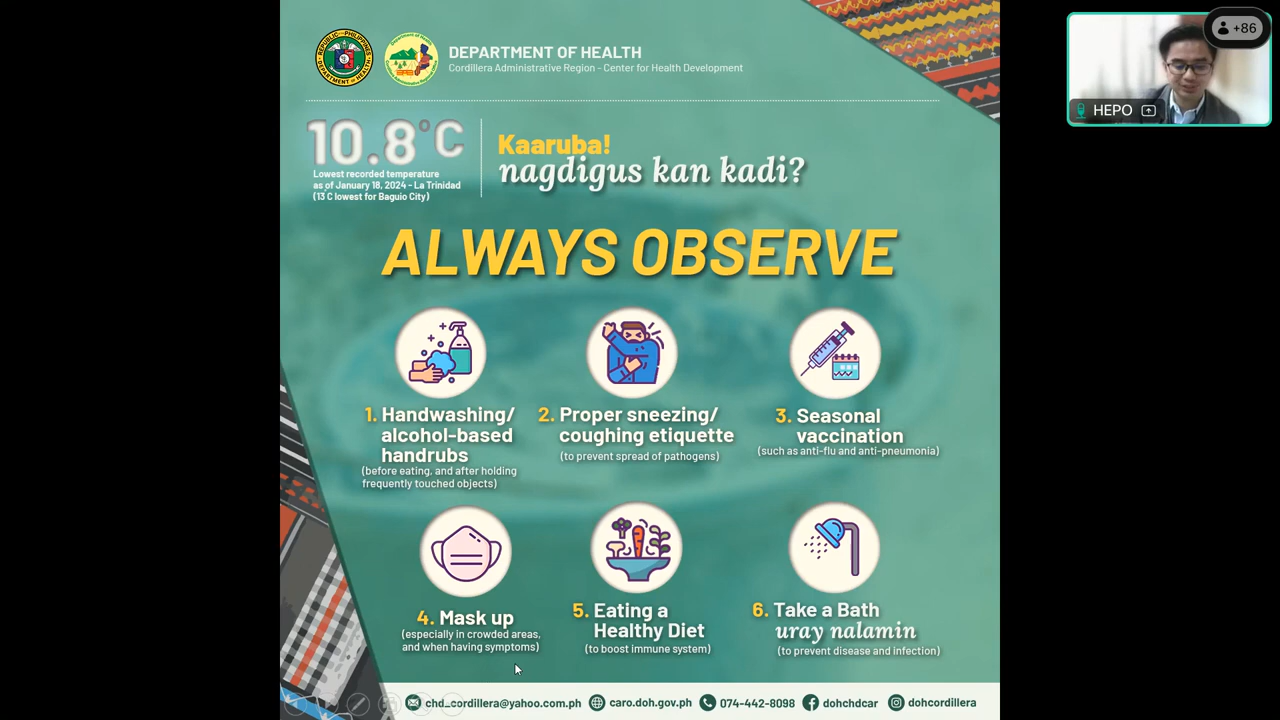 DEPARTMENT OF HEALTH
Cordillera Administrative Region - Center for Health Development
10.8°C
Lowest recorded temperature
as of January 18, 2024 - La Trinidad
(13 C lowest for Baguio City)
Kaaruba!
nagdigus kan kadi?
ALWAYS OBSERVE
1. Handwashing/
alcohol-based
handrubs
(before eating, and after holding
frequently touched objects)
2. Proper sneezing/
coughing etiquette
(to prevent spread of pathogens)
3. Seasonal
vaccination
(such as anti-flu and anti-pneumonia)
4. Mask up
(especially in crowded areas,
and when having symptoms)
5. Eating a
Healthy Diet
(to boost immune system)
6. Take a Bath
uray nalamin
(to prevent disease and infection)
chd_cordillera@yahoo.com.ph
caro.doh.gov.ph
074-442-8098
dohchdcar
dohcordillera
HEPO
+86